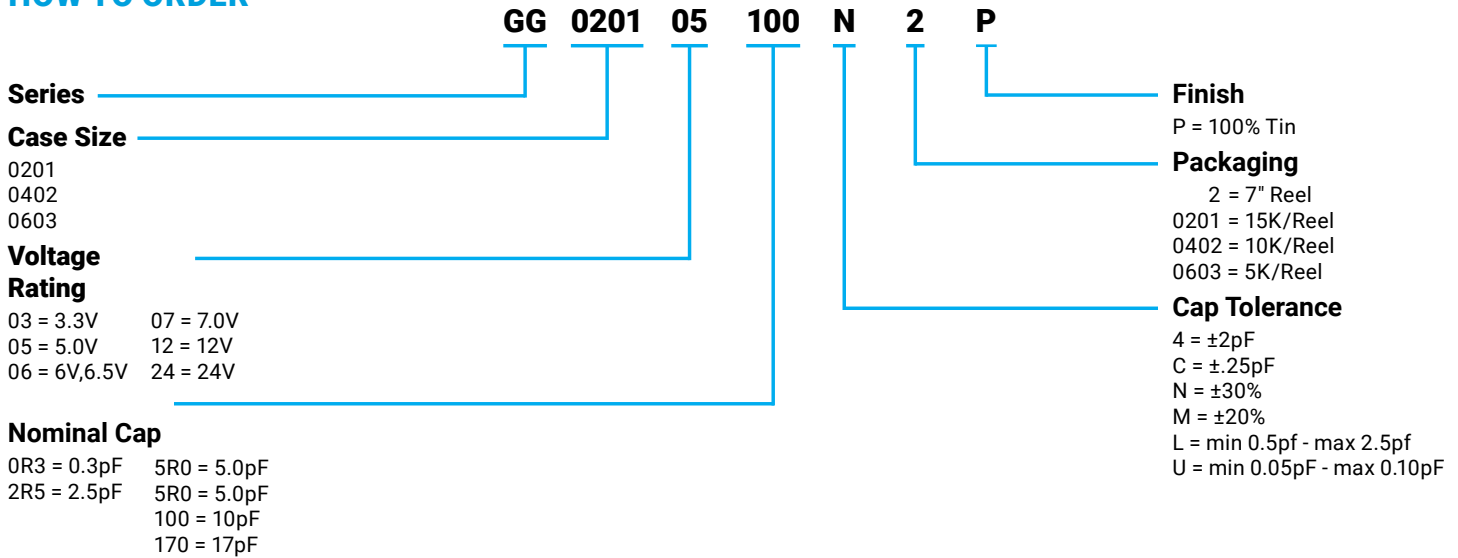 HOW TO ORDER
GG 0201 05 100 N 2 P
Series
Case Size
0201
0402
0603
Voltage
Rating
03 = 3.3V 07 = 7.0V
05 = 5.0V 12 = 12V
06 = 6V,6.5V 24 = 24V
Nominal Cap
0R3 = 0.3pF 5R0 = 5.0pF
2R5 = 2.5pF 5R0 = 5.0pF
100 = 10pF
170 = 17pF
Finish
P = 100% Tin
Packaging
2 = 7" Reel
0201 = 15K/Reel
0402 = 10K/Reel
0603 = 5K/Reel
Cap Tolerance
4 = ±2pF
C = ±.25pF
N = ±30%
M = ±20%
L = min 0.5pf - max 2.5pf
U = min 0.05pF - max 0.10pF